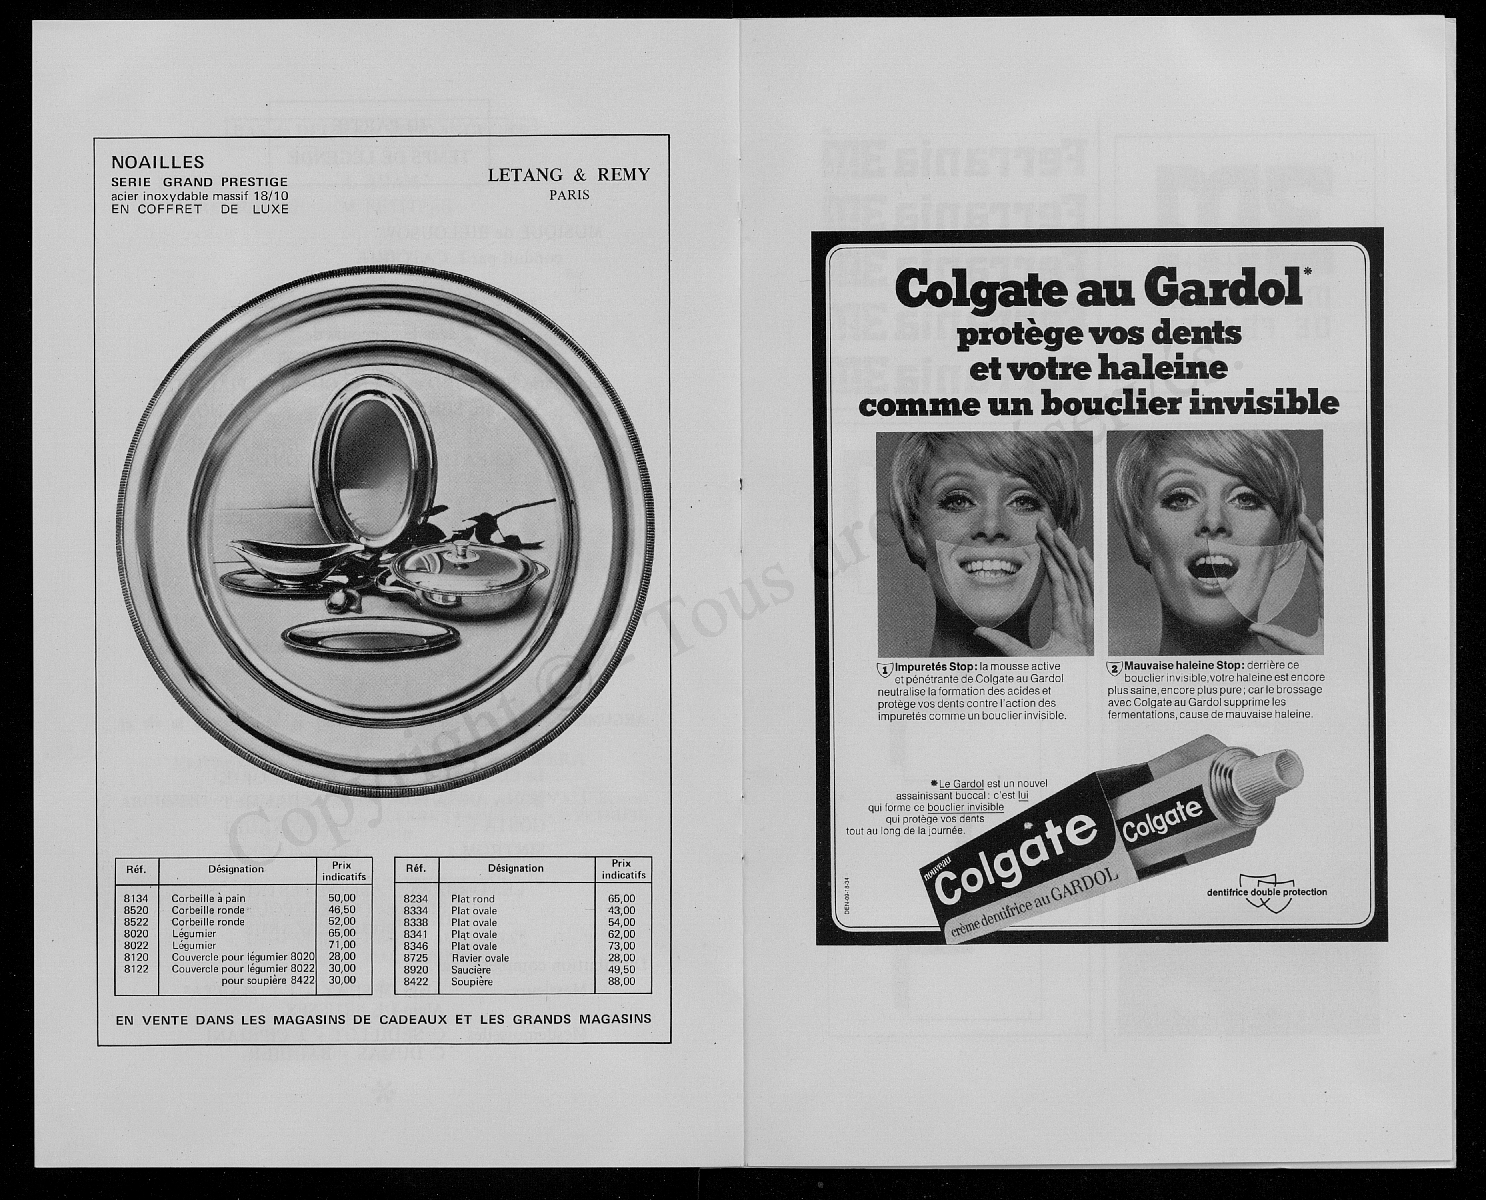 NOAILLES
SERIE GRAND PRESTIGE
acier inoxydable massif 18/10
EN COFFRET DE LUXE
LETANG & REMY
PARIS
Réf. Désignation Prix indicatifs
8134 Corbeille à pain 50,00
8520 Corbeille ronde 46,50
8522 Corbeille ronde 52,00
8020 Légumier 65,00
8022 Légumier 71,00
8120 Couvercle pour légumier 8020 28,00
8122 Couvercle pour légumier 8022 30,00
pour soupière 8422 30,00
Réf. Désignation Prix indicatifs
8234 Plat rond 65,00
8334 Plat ovale 43,00
8338 Plat ovale 54,00
8341 Plat ovale 62,00
8346 Plat ovale 73,00
8725 Ravier ovale 28,00
8920 Saucière 49,50
8422 Soupière 88,00
EN VENTE DANS LES MAGASINS DE CADEAUX ET LES GRANDS MAGASINS
Colgate au Gardol*
protège vos dents
et votre haleine
comme un bouclier invisible
1 Impuretés Stop: la mousse active
et pénétrante de Colgate au Gardol
neutralise la formation des acides et
protège vos dents contre l'action des
impuretés comme un bouclier invisible.
2 Mauvaise haleine Stop: derrière ce
bouclier invisible, votre haleine est encore
plus saine, encore plus pure; car le brossage
avec Colgate au Gardol supprime les
fermentations, cause de mauvaise haleine.
*Le Gardol est un nouvel
assainissant buccal: c'est lui
qui forme ce bouclier invisible
qui protège vos dents
tout au long de la journée.
nouveau
Colgate
crème dentifrice au GARDOL
Colgate
dentifrice double protection
Copyright © - Tous droits